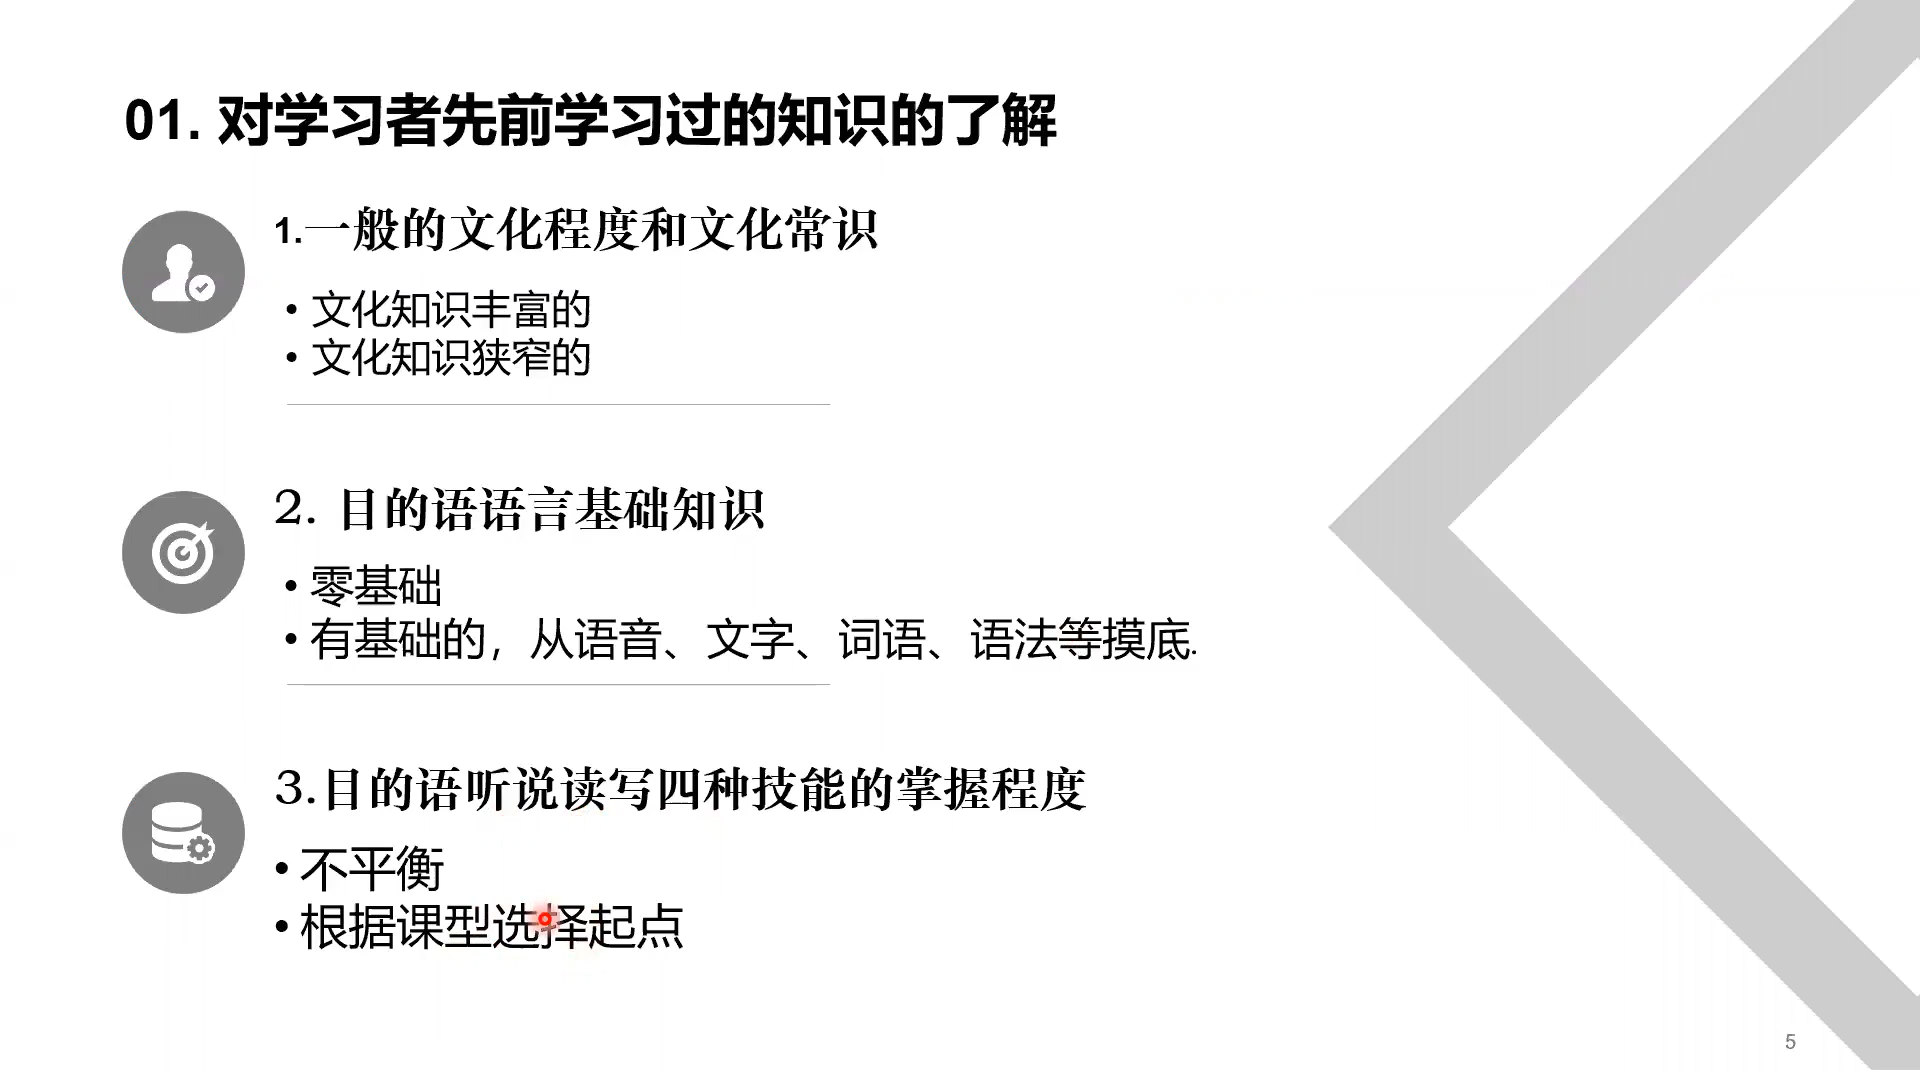 01. 对学习者先前学习过的知识的了解
1.一般的文化程度和文化常识
• 文化知识丰富的
• 文化知识狭窄的
2. 目的语语言基础知识
• 零基础
• 有基础的，从语音、文字、词语、语法等摸底.
3.目的语听说读写四种技能的掌握程度
• 不平衡
• 根据课型选择起点
5